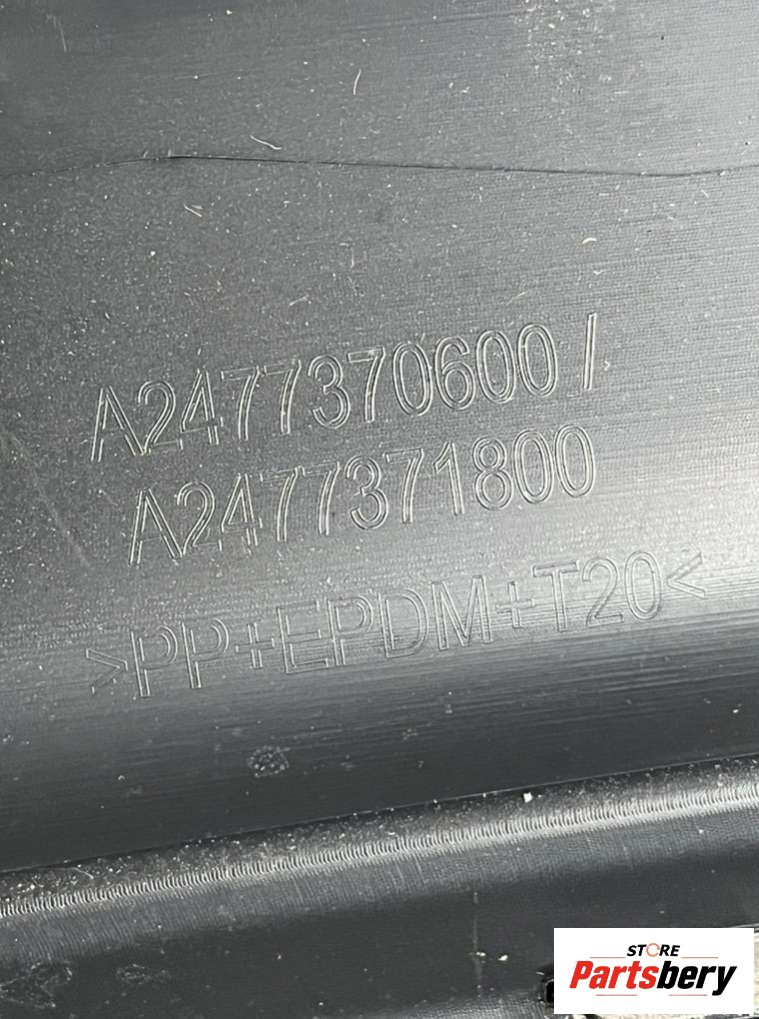 A2477370600 /
A2477371800
>PP+EPDM+T20<
STORE
Partsbery